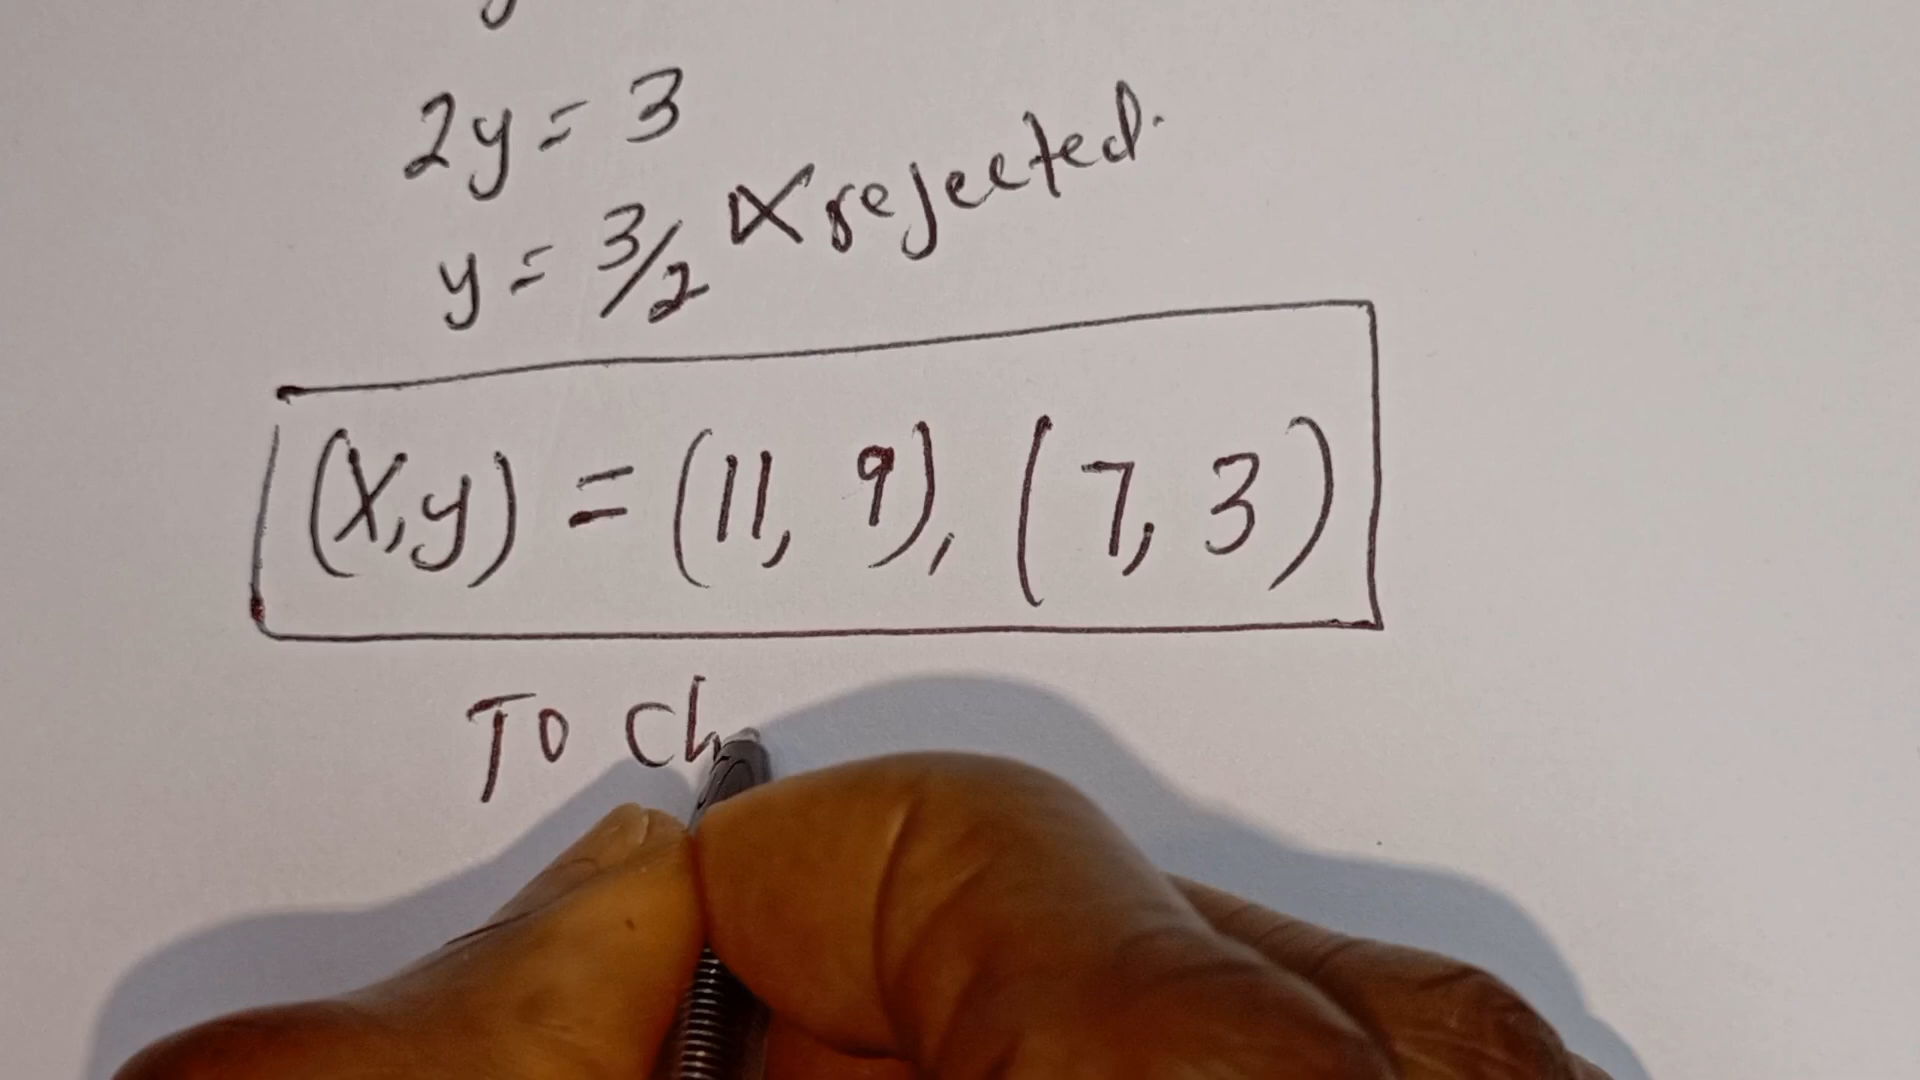 2y = 3
y = 3/2 X rejected.
(x,y) = (11, 9), (7, 3)
To Ch